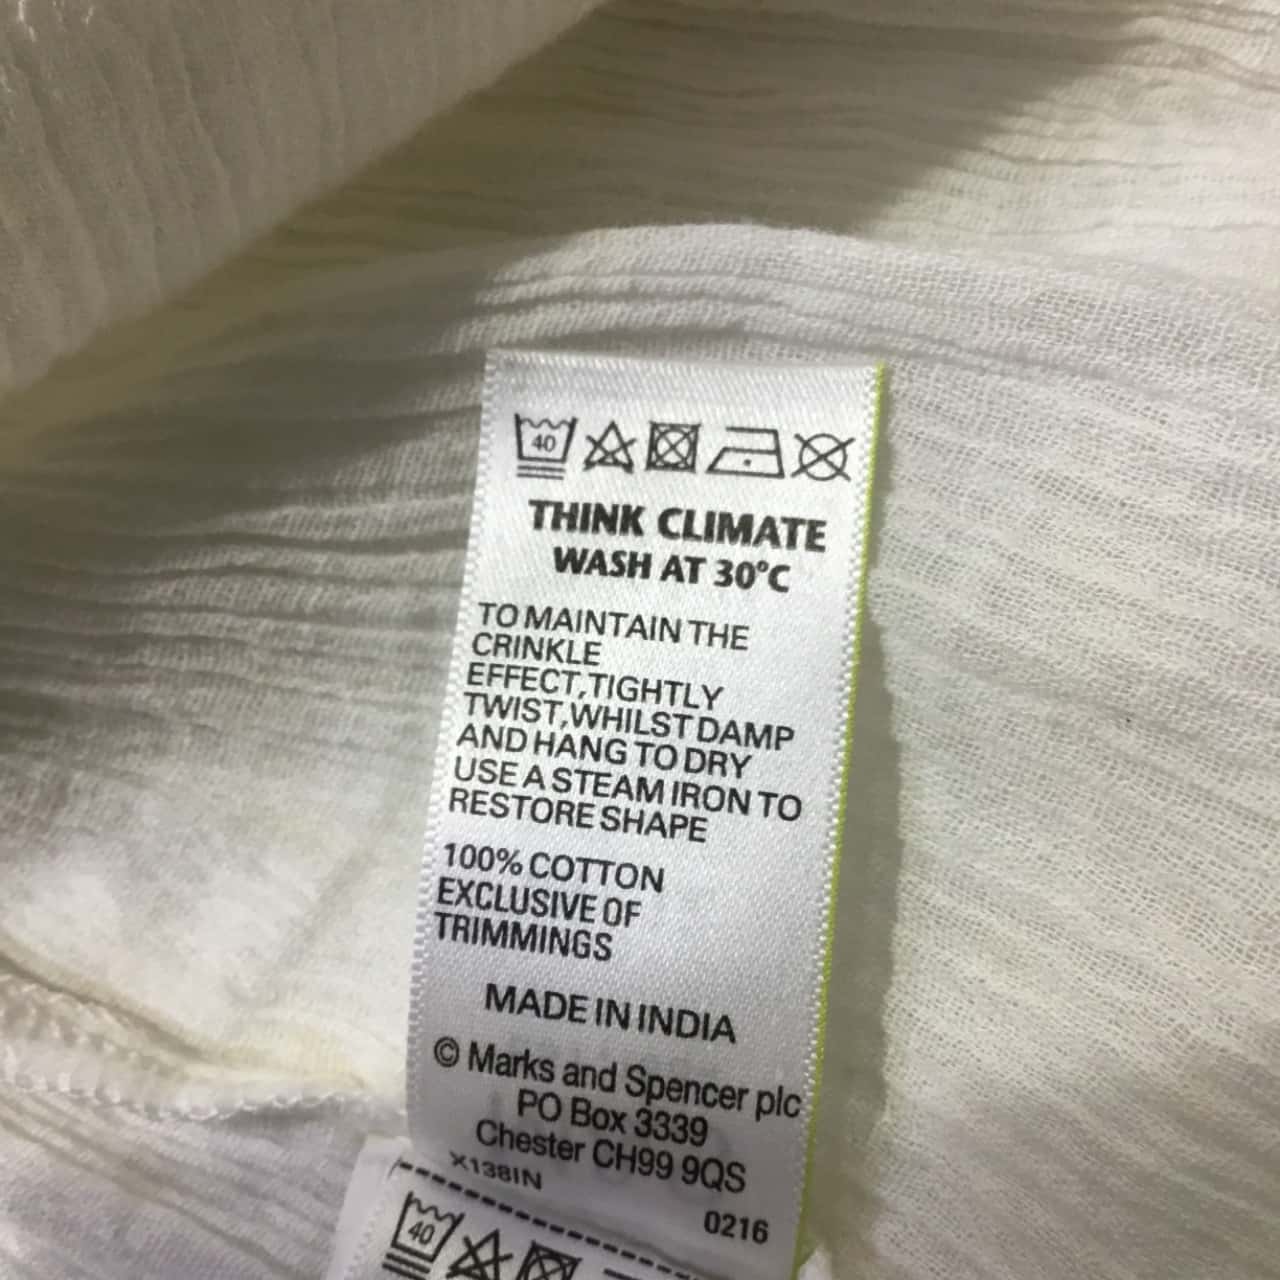 40
THINK CLIMATE
WASH AT 30°C
TO MAINTAIN THE
CRINKLE
EFFECT,TIGHTLY
TWIST,WHILST DAMP
AND HANG TO DRY
USE A STEAM IRON TO
RESTORE SHAPE
100% COTTON
EXCLUSIVE OF
TRIMMINGS
MADE IN INDIA
© Marks and Spencer plc
PO Box 3339
Chester CH99 9QS
X138IN
0216
40